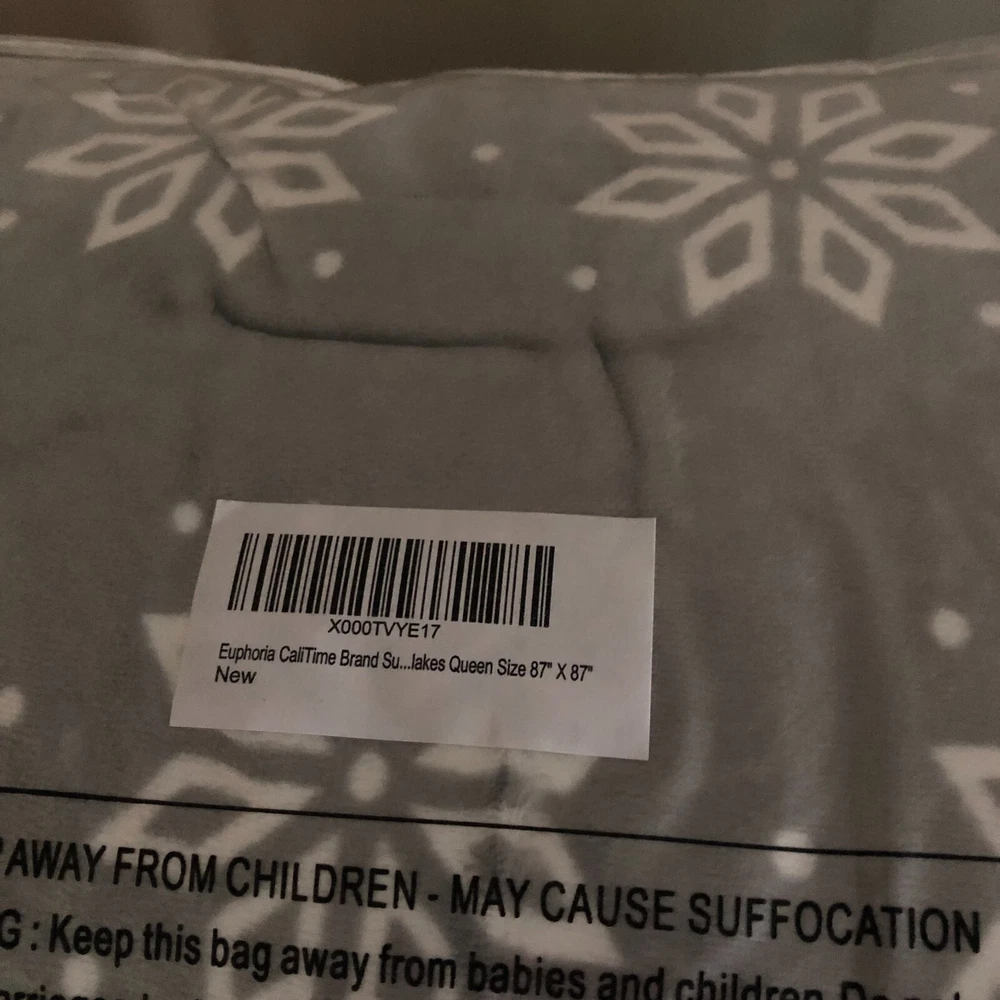 X000TVYE17
Euphoria CaliTime Brand Su...lakes Queen Size 87" X 87"
New
AWAY FROM CHILDREN - MAY CAUSE SUFFOCATION
G : Keep this bag away from babies and children